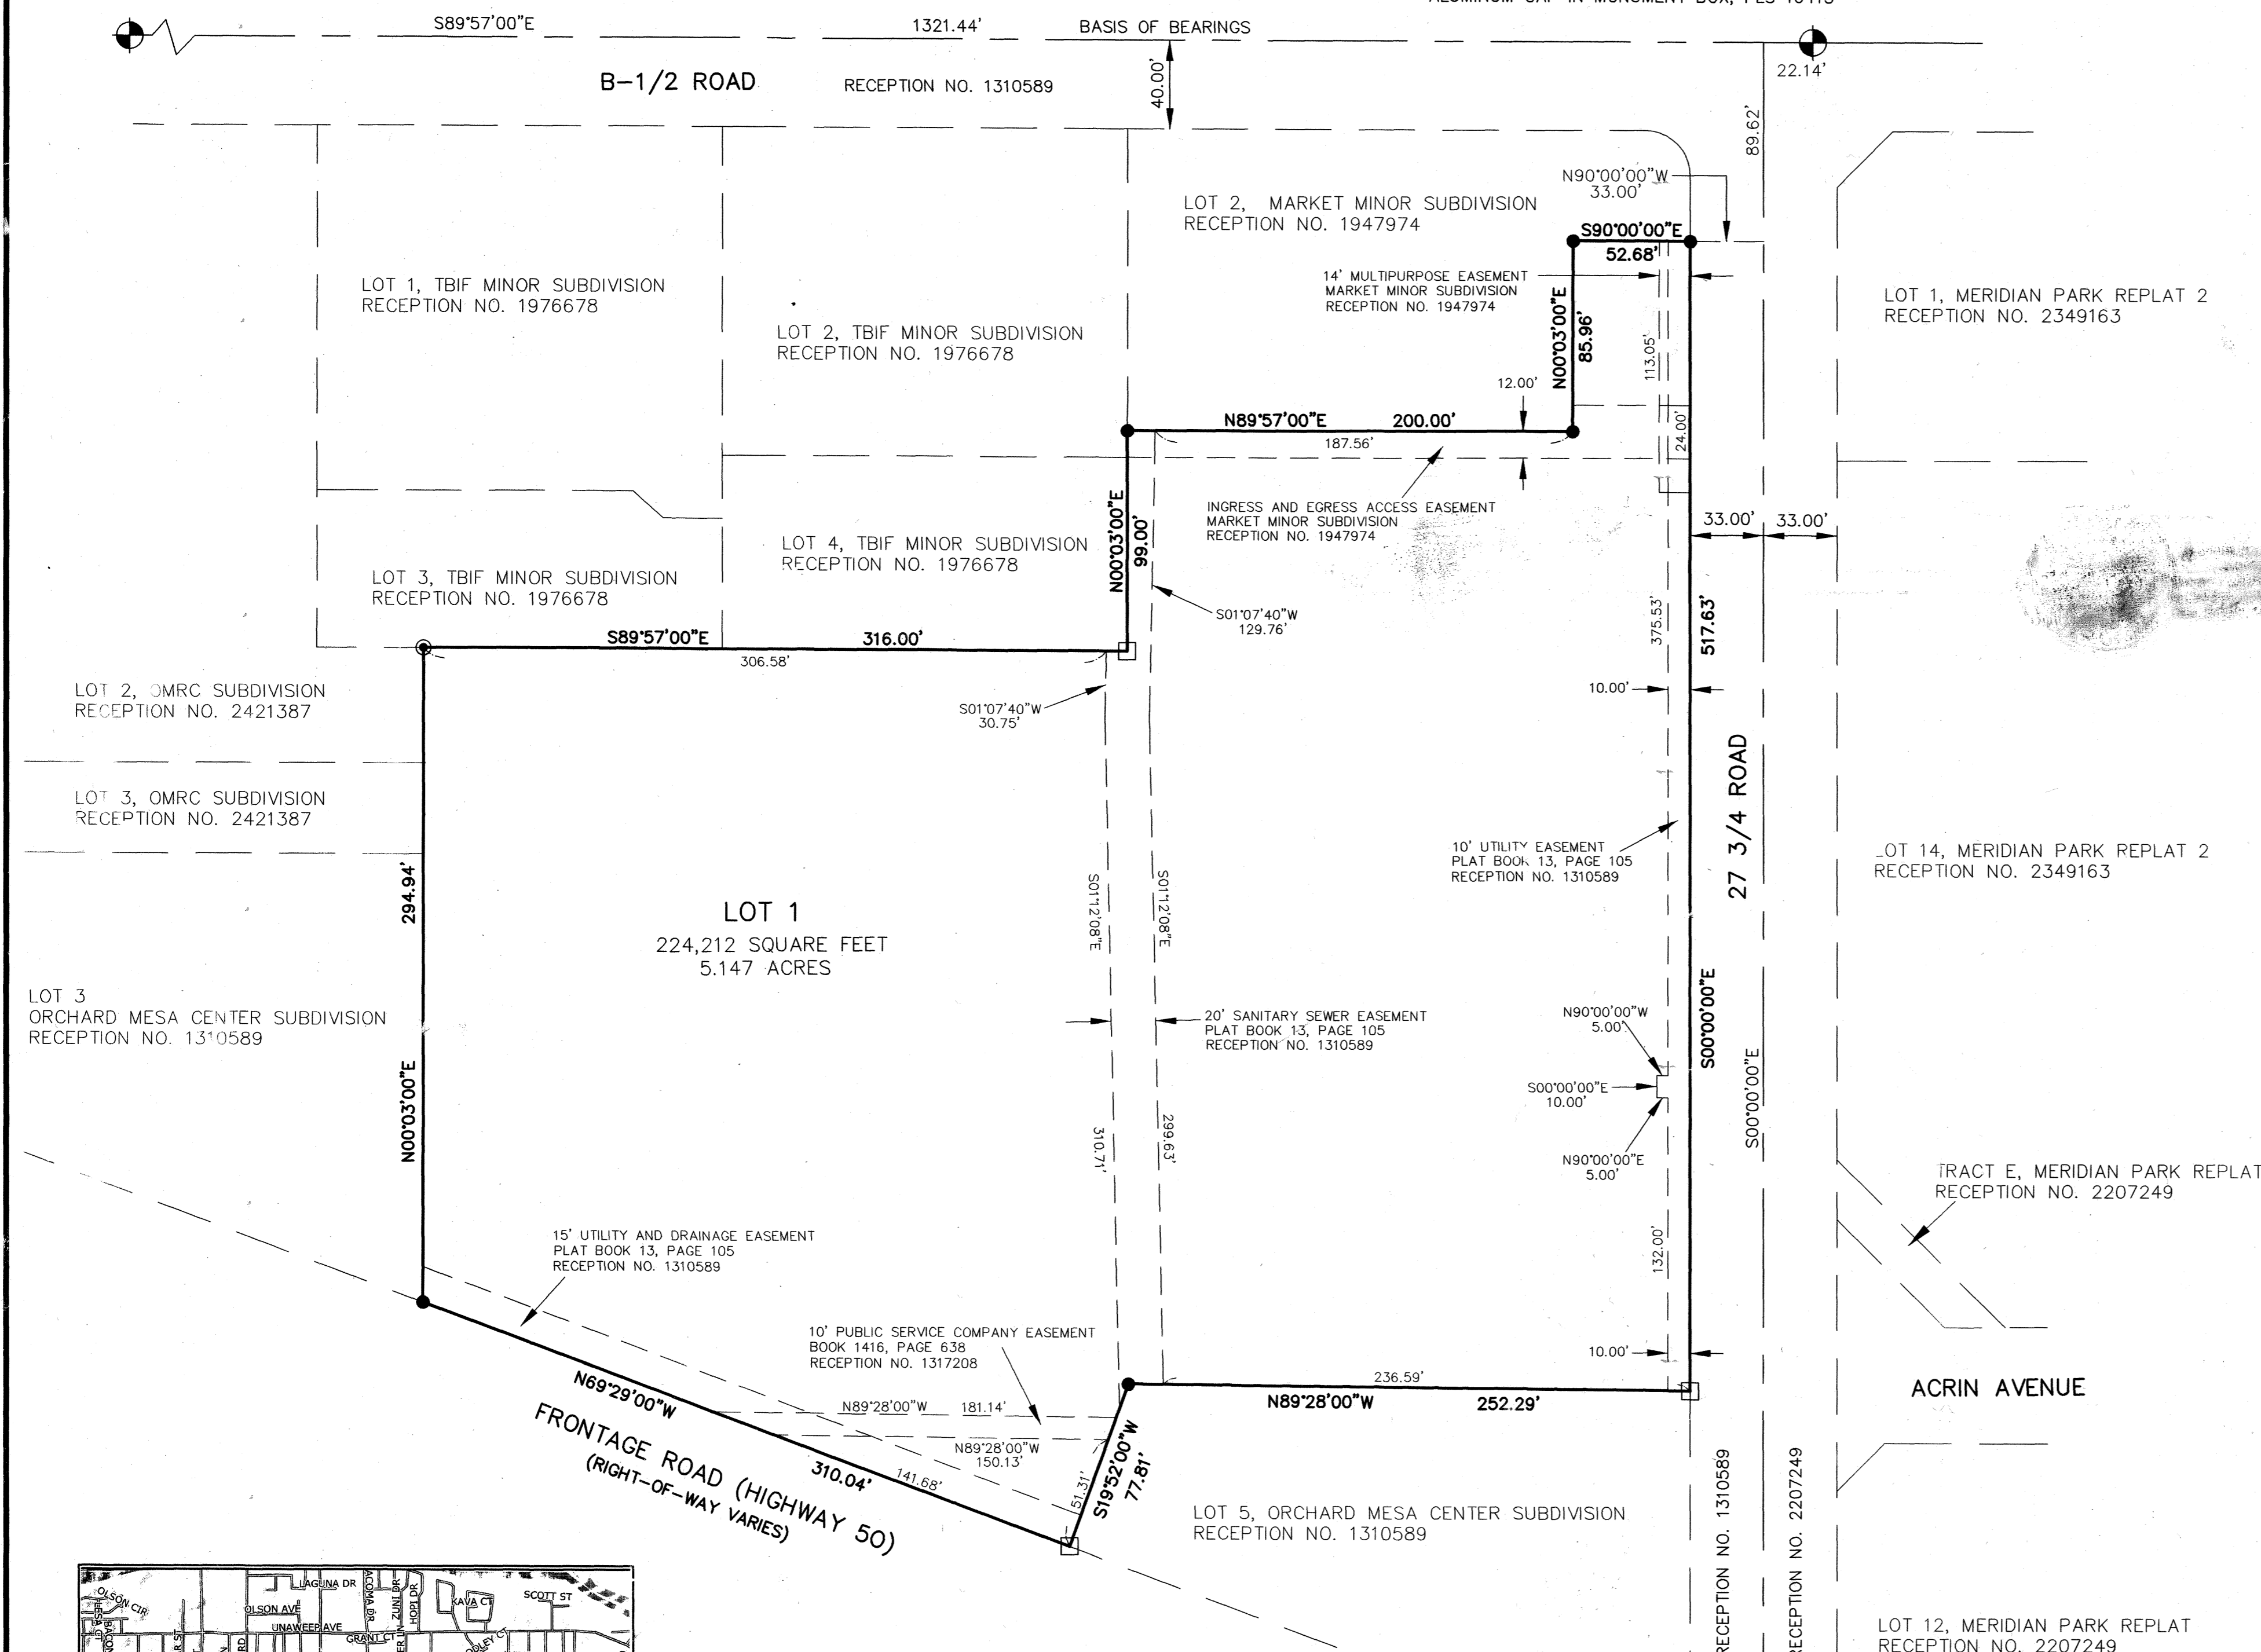 S89°57'00"E
1321.44'
BASIS OF BEARINGS
22.14'
B-1/2 ROAD
RECEPTION NO. 1310589
40.00'
89.62'
N90°00'00"W
33.00'
LOT 2, MARKET MINOR SUBDIVISION
RECEPTION NO. 1947974
S90°00'00"E
52.68'
14' MULTIPURPOSE EASEMENT
MARKET MINOR SUBDIVISION
RECEPTION NO. 1947974
LOT 1, TBIF MINOR SUBDIVISION
RECEPTION NO. 1976678
LOT 2, TBIF MINOR SUBDIVISION
RECEPTION NO. 1976678
N00°03'00"E
85.96'
113.05'
LOT 1, MERIDIAN PARK REPLAT 2
RECEPTION NO. 2349163
12.00'
N89°57'00"E 200.00'
187.56'
24.00'
INGRESS AND EGRESS ACCESS EASEMENT
MARKET MINOR SUBDIVISION
RECEPTION NO. 1947974
33.00' 33.00'
N00°03'00"E
99.00'
LOT 4, TBIF MINOR SUBDIVISION
RECEPTION NO. 1976678
LOT 3, TBIF MINOR SUBDIVISION
RECEPTION NO. 1976678
S01°07'40"W
129.76'
375.53'
517.63'
S89°57'00"E 316.00'
306.58'
LOT 2, OMRC SUBDIVISION
RECEPTION NO. 2421387
S01°07'40"W
30.75'
10.00'
LOT 3, OMRC SUBDIVISION
RECEPTION NO. 2421387
27 3/4 ROAD
10' UTILITY EASEMENT
PLAT BOOK 13, PAGE 105
RECEPTION NO. 1310589
LOT 14, MERIDIAN PARK REPLAT 2
RECEPTION NO. 2349163
294.94'
N00°03'00"E
LOT 1
224,212 SQUARE FEET
5.147 ACRES
S01°12'08"E
S01°12'08"E
LOT 3
ORCHARD MESA CENTER SUBDIVISION
RECEPTION NO. 1310589
20' SANITARY SEWER EASEMENT
PLAT BOOK 13, PAGE 105
RECEPTION NO. 1310589
N90°00'00"W
5.00'
S00°00'00"E
10.00'
N90°00'00"E
5.00'
S00°00'00"E
S00°00'00"E
310.71'
299.63'
TRACT E, MERIDIAN PARK REPLAT
RECEPTION NO. 2207249
132.00'
15' UTILITY AND DRAINAGE EASEMENT
PLAT BOOK 13, PAGE 105
RECEPTION NO. 1310589
10' PUBLIC SERVICE COMPANY EASEMENT
BOOK 1416, PAGE 638
RECEPTION NO. 1317208
10.00'
236.59'
N89°28'00"W 252.29'
ACRIN AVENUE
N69°29'00"W
310.04'
N89°28'00"W 181.14'
N89°28'00"W
150.13'
141.68'
51.31'
S19°52'00"W
77.81'
FRONTAGE ROAD (HIGHWAY 50)
(RIGHT-OF-WAY VARIES)
LOT 5, ORCHARD MESA CENTER SUBDIVISION
RECEPTION NO. 1310589
RECEPTION NO. 1310589
RECEPTION NO. 2207249
LOT 12, MERIDIAN PARK REPLAT
RECEPTION NO. 2207249
LAGUNA DR
OLSON CIR
OLSON AVE
UNAWEEP AVE
GRANT CT
ACOMA DR
ZUNI DR
HOPI DR
KAVA CT
SCOTT ST